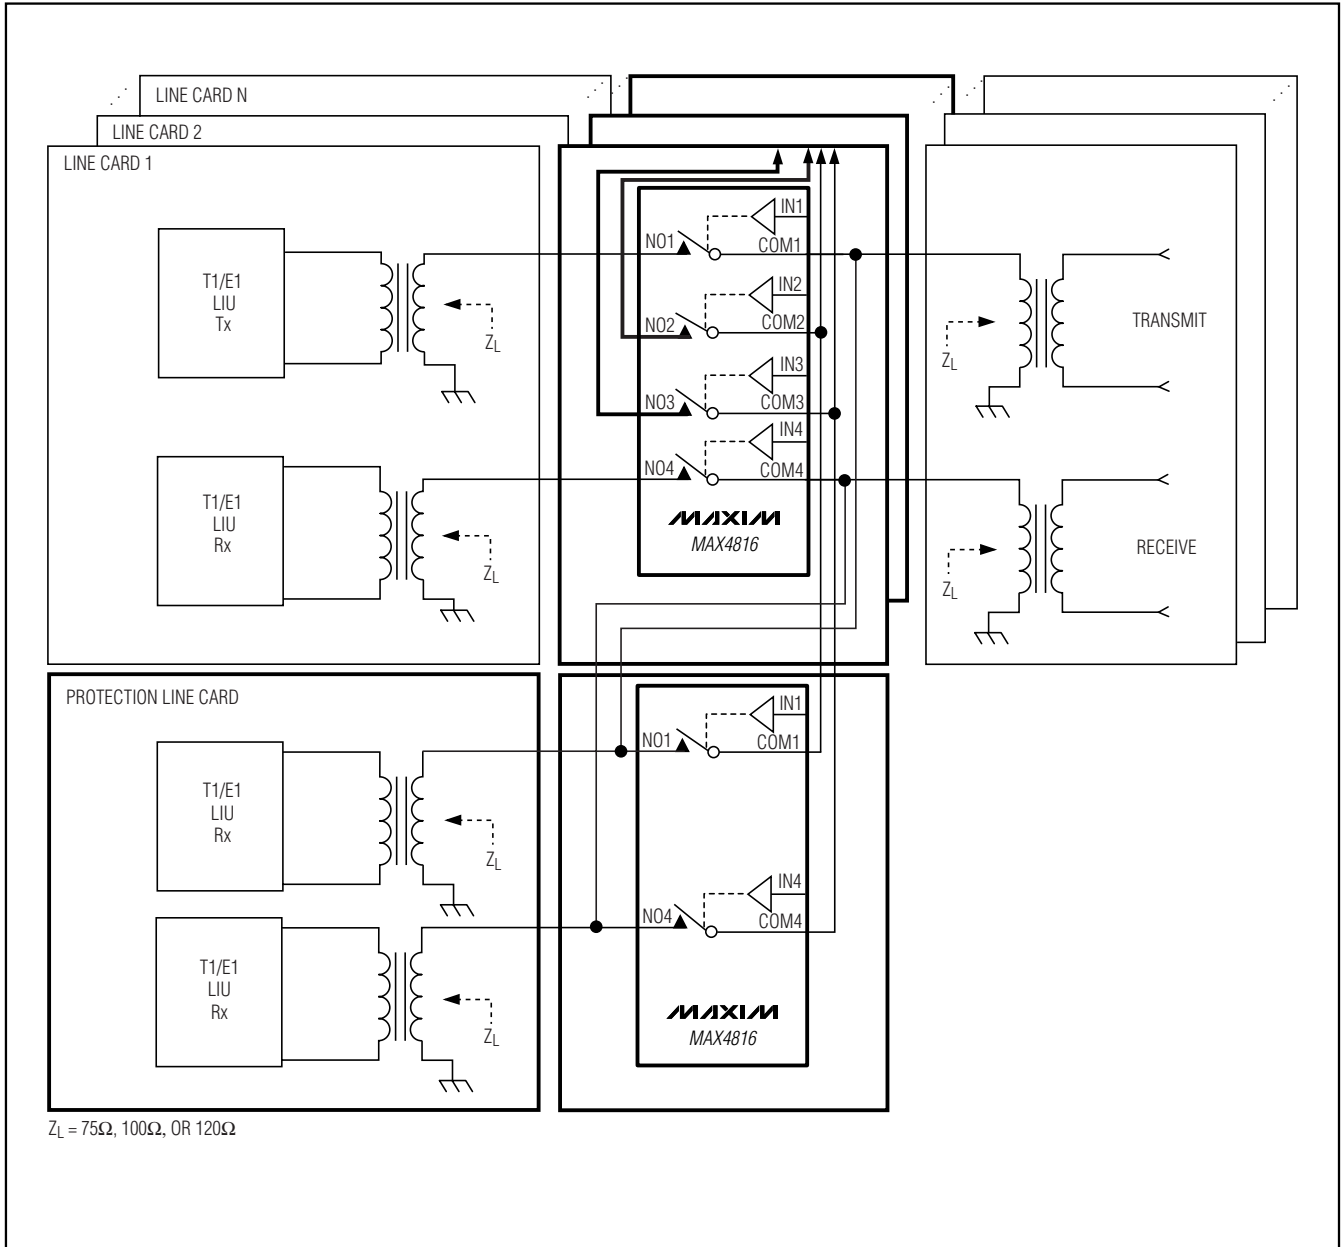 LINE CARD N
LINE CARD 2
LINE CARD 1
T1/E1
LIU
Tx
ZL
NO1
IN1
COM1
NO2
IN2
COM2
NO3
IN3
COM3
NO4
IN4
COM4
MAXIM
MAX4816
ZL
TRANSMIT
T1/E1
LIU
Rx
ZL
ZL
RECEIVE
PROTECTION LINE CARD
T1/E1
LIU
Rx
ZL
NO1
IN1
COM1
T1/E1
LIU
Rx
ZL
NO4
IN4
COM4
MAXIM
MAX4816
ZL = 75Ω, 100Ω, OR 120Ω